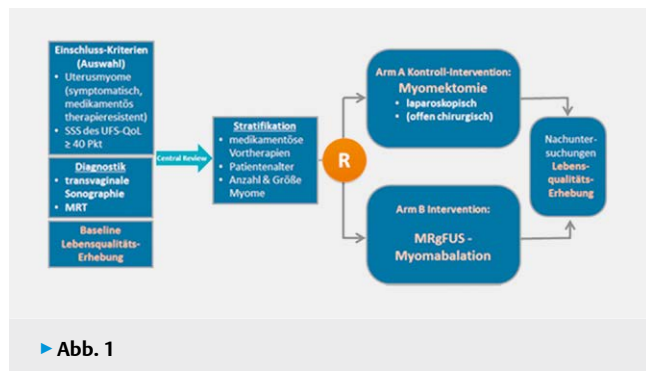 Einschluss-Kriterien
(Auswahl)
• Uterusmyome
(symptomatisch,
medikamentös
therapieresistent)
• SSS des UFS-QoL
≥ 40 Pkt
Diagnostik
• transvaginale
Sonographie
• MRT
Baseline
Lebensqualitäts-
Erhebung
Central Review
Stratifikation
• medikamentöse
Vortherapien
• Patientenalter
• Anzahl & Größe
Myome
R
Arm A Kontroll-Intervention:
Myomektomie
• laparoskopisch
• (offen chirurgisch)
Arm B Intervention:
MRgFUS -
Myomabalation
Nachunter-
suchungen
Lebens-
qualitäts-
Erhebung
► Abb. 1